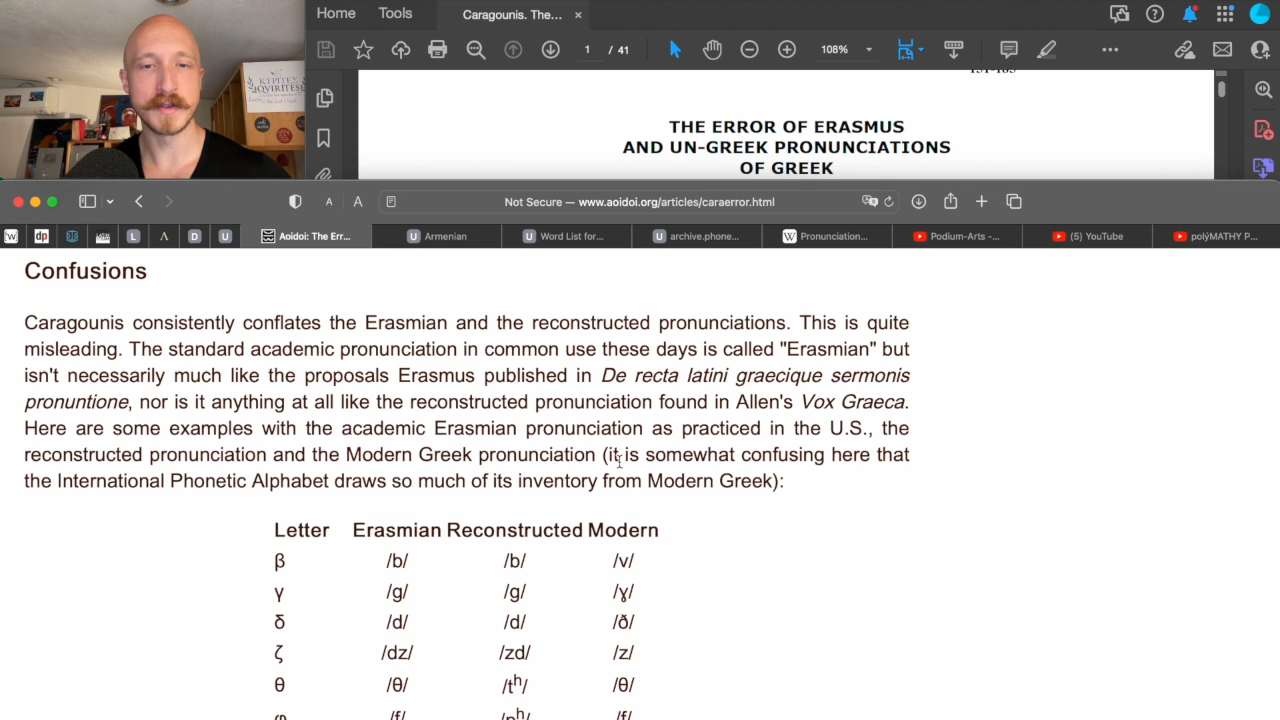 Home
Tools
Caragounis. The...
1 / 41
108%
KYPITEΣ
IQVIRITES
131-185
THE ERROR OF ERASMUS
AND UN-GREEK PRONUNCIATIONS
OF GREEK
A A
Not Secure — www.aoidoi.org/articles/caraerror.html
W
dp
L
Λ
D
U
Aoidoi: The Err...
U Armenian
U Word List for...
U archive.phone...
W Pronunciation...
Podium-Arts -...
(5) YouTube
polýMATHY P...
Confusions
Caragounis consistently conflates the Erasmian and the reconstructed pronunciations. This is quite
misleading. The standard academic pronunciation in common use these days is called "Erasmian" but
isn't necessarily much like the proposals Erasmus published in De recta latini graecique sermonis
pronuntione, nor is it anything at all like the reconstructed pronunciation found in Allen's Vox Graeca.
Here are some examples with the academic Erasmian pronunciation as practiced in the U.S., the
reconstructed pronunciation and the Modern Greek pronunciation (it is somewhat confusing here that
the International Phonetic Alphabet draws so much of its inventory from Modern Greek):
Letter Erasmian Reconstructed Modern
β /b/ /b/ /v/
γ /g/ /g/ /ɣ/
δ /d/ /d/ /ð/
ζ /dz/ /zd/ /z/
θ /θ/ /tʰ/ /θ/
φ /f/ /pʰ/ /f/